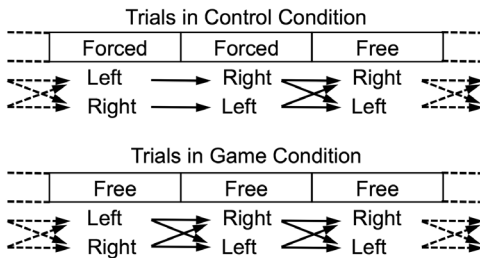 Trials in Control Condition
Forced Forced Free
Left Right Right
Right Left Left
Trials in Game Condition
Free Free Free
Left Right Right
Right Left Left